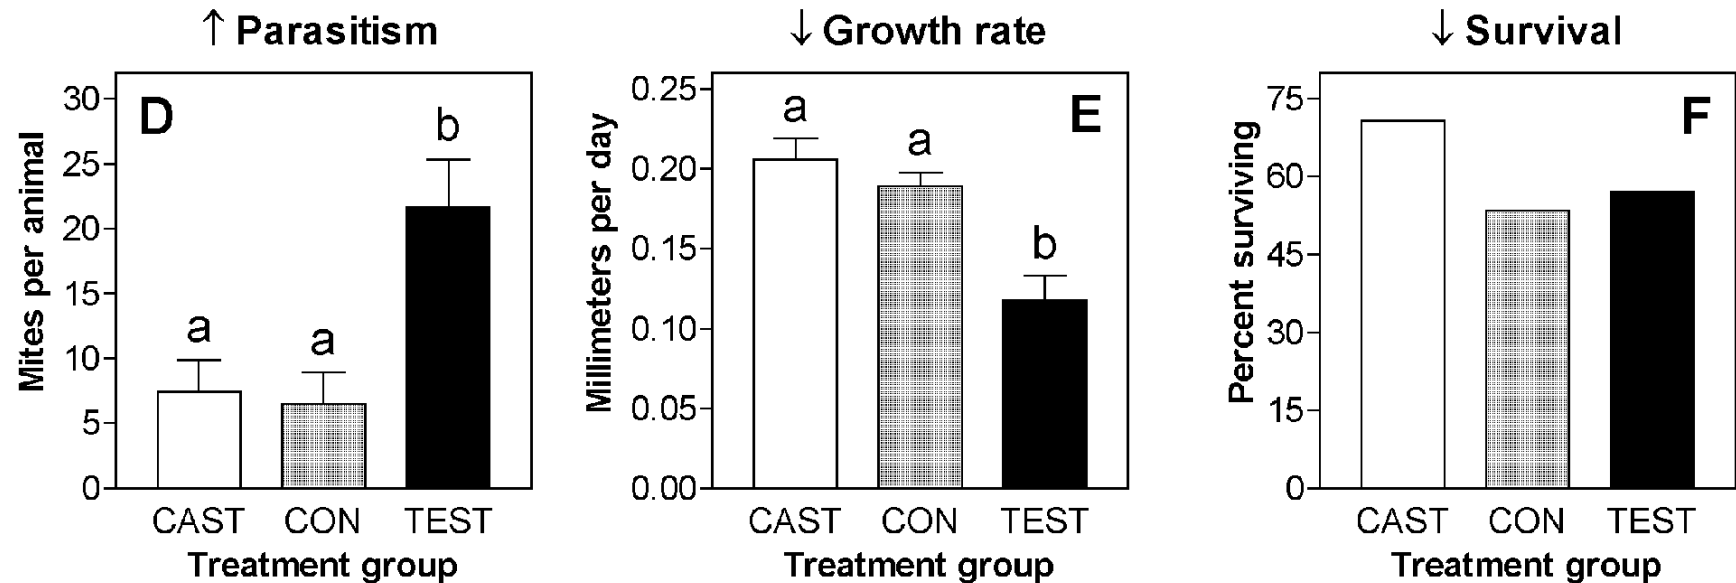 ↑ Parasitism
D
Mites per animal
30
25
20
15
10
5
0
a
a
b
CAST CON TEST
Treatment group
↓ Growth rate
E
Millimeters per day
0.25
0.20
0.15
0.10
0.05
0.00
a
a
b
CAST CON TEST
Treatment group
↓ Survival
F
Percent surviving
75
60
45
30
15
0
CAST CON TEST
Treatment group